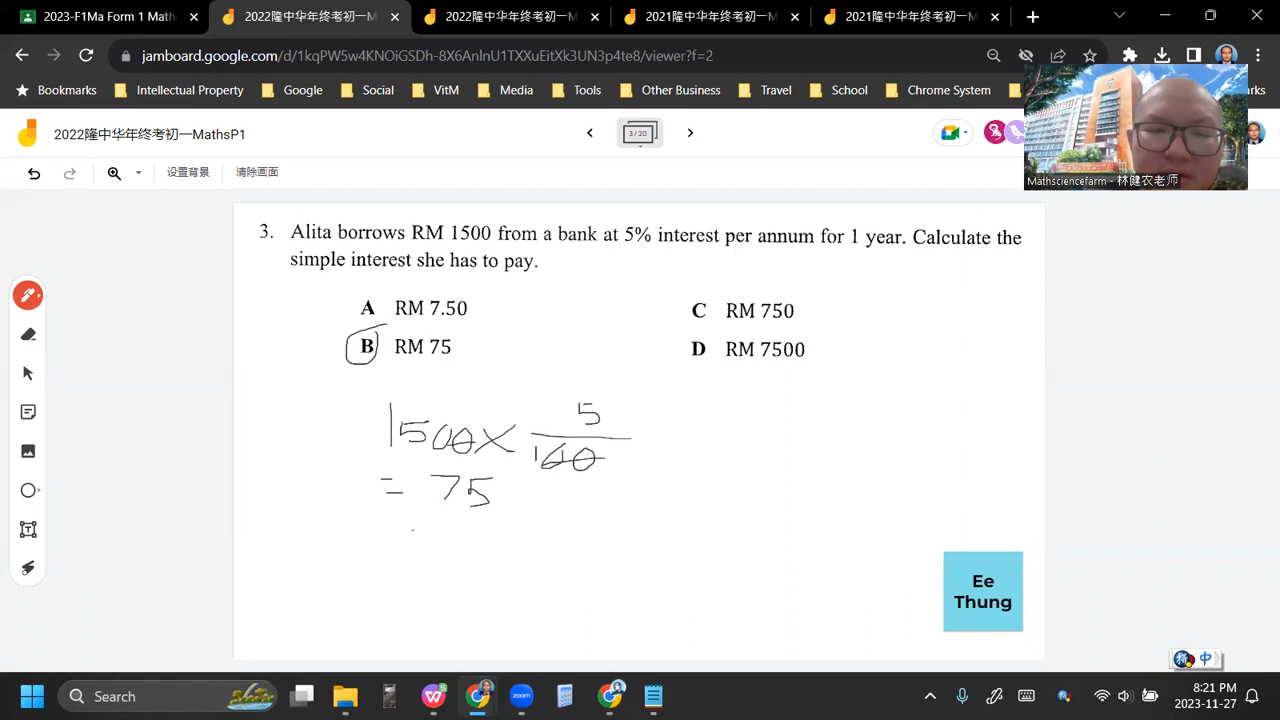 2023-F1Ma Form 1 Math
2022隆中华年终考初一M
2022隆中华年终考初一M
2021隆中华年终考初一M
2021隆中华年终考初一M
jamboard.google.com/d/1kqPW5w4KNOiGSDh-8X6AnlnU1TXXuEitXk3UN3p4te8/viewer?f=2
Bookmarks
Intellectual Property
Google
Social
VitM
Media
Tools
Other Business
Travel
School
Chrome System
2022隆中华年终考初一MathsP1
3 / 20
设置背景
清除画面
Mathsciencefarm - 林健农老师
3. Alita borrows RM 1500 from a bank at 5% interest per annum for 1 year. Calculate the
simple interest she has to pay.
A RM 7.50
C RM 750
B RM 75
D RM 7500
1500 × 5
100
= 75
Ee
Thung
中
Search
zoom
8:21 PM
2023-11-27